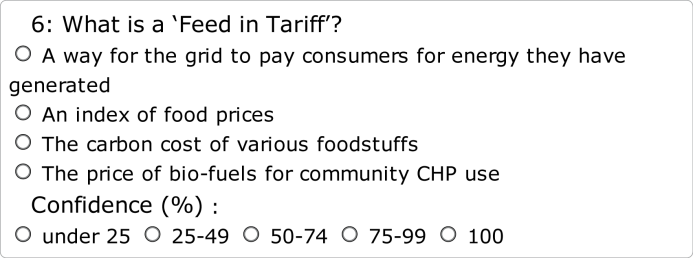 6: What is a ‘Feed in Tariff’?
A way for the grid to pay consumers for energy they have
generated
An index of food prices
The carbon cost of various foodstuffs
The price of bio-fuels for community CHP use
Confidence (%) :
under 25 25-49 50-74 75-99 100